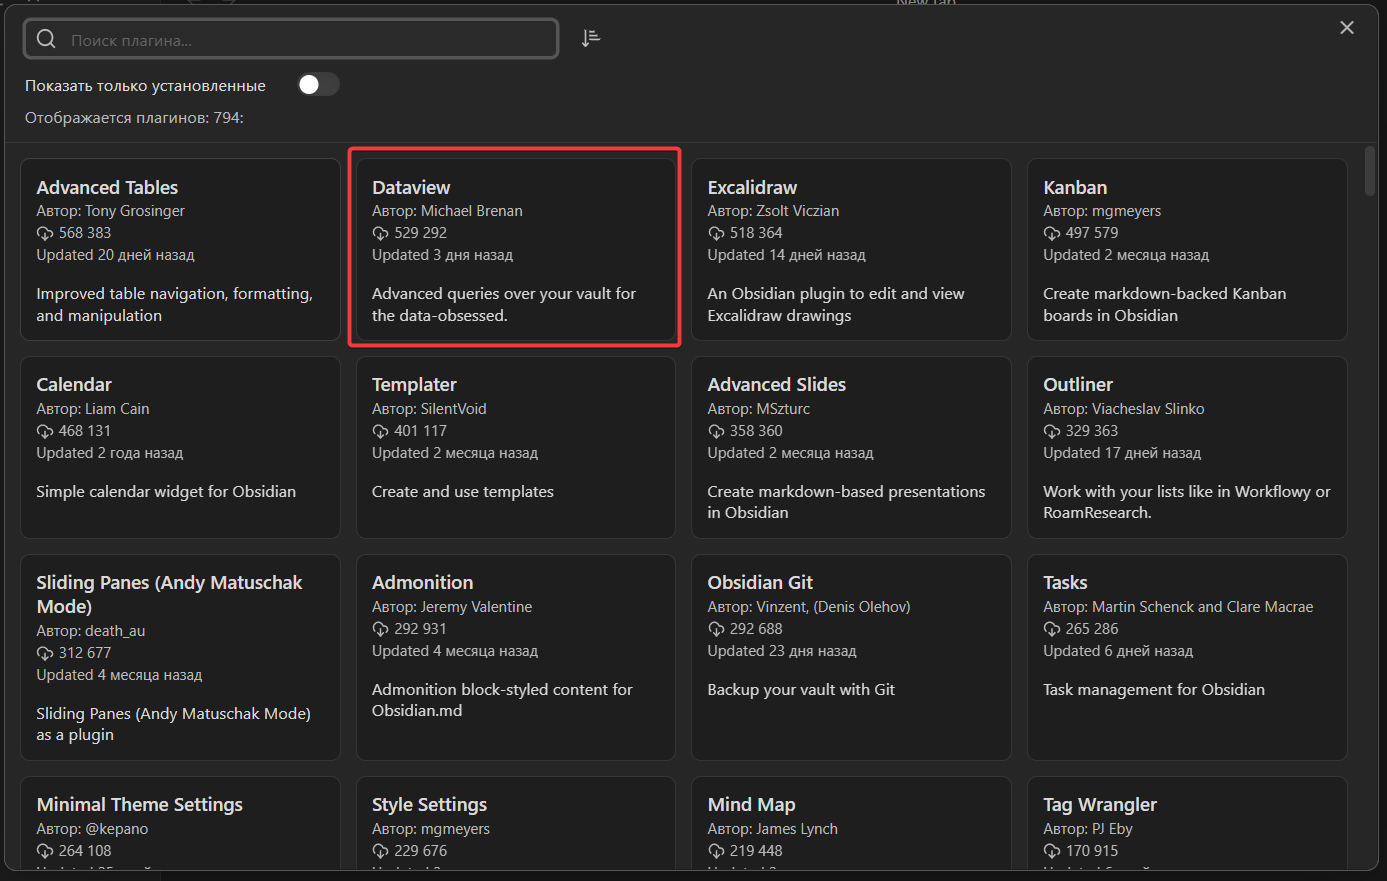 New Tab
Поиск плагина...
Показать только установленные
Отображается плагинов: 794:
Advanced Tables
Автор: Tony Grosinger
568 383
Updated 20 дней назад
Improved table navigation, formatting,
and manipulation
Dataview
Автор: Michael Brenan
529 292
Updated 3 дня назад
Advanced queries over your vault for
the data-obsessed.
Excalidraw
Автор: Zsolt Viczian
518 364
Updated 14 дней назад
An Obsidian plugin to edit and view
Excalidraw drawings
Kanban
Автор: mgmeyers
497 579
Updated 2 месяца назад
Create markdown-backed Kanban
boards in Obsidian
Calendar
Автор: Liam Cain
468 131
Updated 2 года назад
Simple calendar widget for Obsidian
Templater
Автор: SilentVoid
401 117
Updated 2 месяца назад
Create and use templates
Advanced Slides
Автор: MSzturc
358 360
Updated 2 месяца назад
Create markdown-based presentations
in Obsidian
Outliner
Автор: Viacheslav Slinko
329 363
Updated 17 дней назад
Work with your lists like in Workflowy or
RoamResearch.
Sliding Panes (Andy Matuschak
Mode)
Автор: death_au
312 677
Updated 4 месяца назад
Sliding Panes (Andy Matuschak Mode)
as a plugin
Admonition
Автор: Jeremy Valentine
292 931
Updated 4 месяца назад
Admonition block-styled content for
Obsidian.md
Obsidian Git
Автор: Vinzent, (Denis Olehov)
292 688
Updated 23 дня назад
Backup your vault with Git
Tasks
Автор: Martin Schenck and Clare Macrae
265 286
Updated 6 дней назад
Task management for Obsidian
Minimal Theme Settings
Автор: @kepano
264 108
Style Settings
Автор: mgmeyers
229 676
Mind Map
Автор: James Lynch
219 448
Tag Wrangler
Автор: PJ Eby
170 915